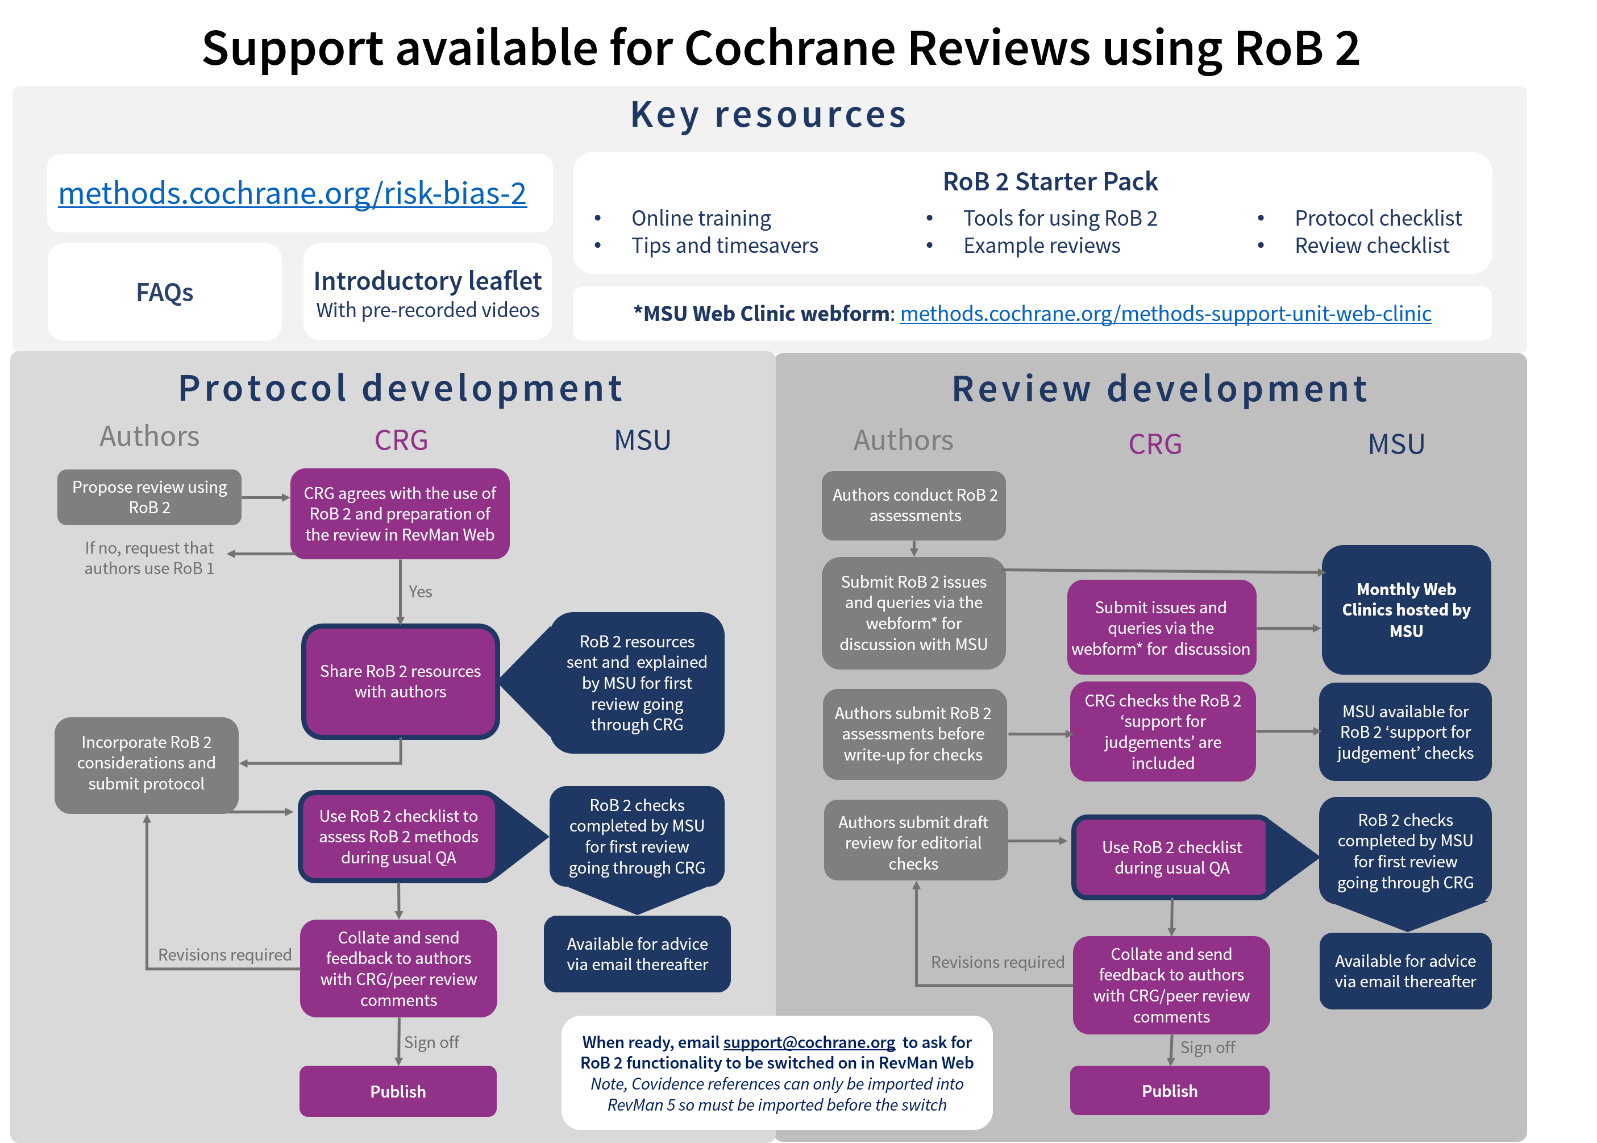 Support available for Cochrane Reviews using RoB 2
Key resources
methods.cochrane.org/risk-bias-2
FAQs
Introductory leaflet
With pre-recorded videos
RoB 2 Starter Pack
• Online training
• Tips and timesavers
• Tools for using RoB 2
• Example reviews
• Protocol checklist
• Review checklist
*MSU Web Clinic webform: methods.cochrane.org/methods-support-unit-web-clinic
Protocol development
Authors
CRG
MSU
Propose review using
RoB 2
CRG agrees with the use of
RoB 2 and preparation of
the review in RevMan Web
If no, request that
authors use RoB 1
Yes
Share RoB 2 resources
with authors
RoB 2 resources
sent and explained
by MSU for first
review going
through CRG
Incorporate RoB 2
considerations and
submit protocol
Use RoB 2 checklist to
assess RoB 2 methods
during usual QA
RoB 2 checks
completed by MSU
for first review
going through CRG
Revisions required
Collate and send
feedback to authors
with CRG/peer review
comments
Available for advice
via email thereafter
Sign off
Publish
Review development
Authors
CRG
MSU
Authors conduct RoB 2
assessments
Submit RoB 2 issues
and queries via the
webform* for
discussion with MSU
Submit issues and
queries via the
webform* for discussion
Monthly Web
Clinics hosted by
MSU
Authors submit RoB 2
assessments before
write-up for checks
CRG checks the RoB 2
‘support for
judgements’ are
included
MSU available for
RoB 2 ‘support for
judgement’ checks
Authors submit draft
review for editorial
checks
Use RoB 2 checklist
during usual QA
RoB 2 checks
completed by MSU
for first review
going through CRG
Revisions required
Collate and send
feedback to authors
with CRG/peer review
comments
Available for advice
via email thereafter
Sign off
Publish
When ready, email support@cochrane.org to ask for
RoB 2 functionality to be switched on in RevMan Web
Note, Covidence references can only be imported into
RevMan 5 so must be imported before the switch